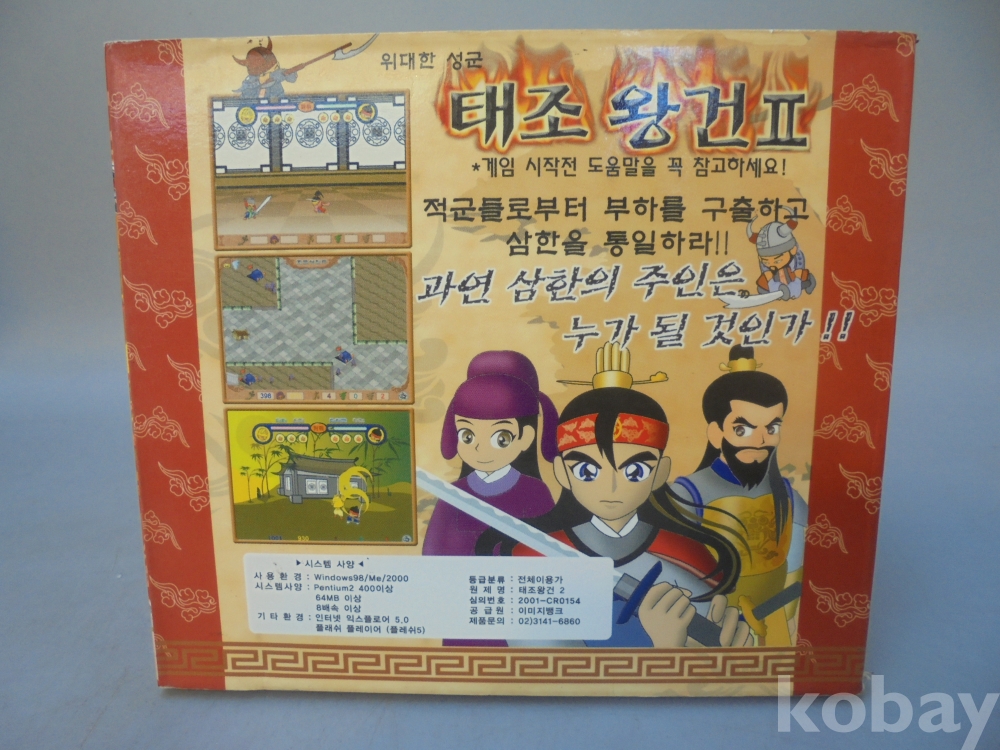 위대한 성군
태조 왕건 II
*게임 시작전 도움말을 꼭 참고하세요!
적군들로부터 부하를 구출하고
삼한을 통일하라!!
과연 삼한의 주인은
누가 될 것인가!!
398 4 0 2
▶ 시스템 사양 ◀
사 용 환 경 : Windows98/Me/2000
시스템사양 : Pentium2 400이상
64MB 이상
8배속 이상
기 타 환 경 : 인터넷 익스플로어 5.0
플래쉬 플레이어 (플레쉬5)
등급분류 : 전체이용가
원 제 명 : 태조왕건 2
심의번호 : 2001-CR0154
공 급 원 : 이미지뱅크
제품문의 : 02)3141-6860
kobay